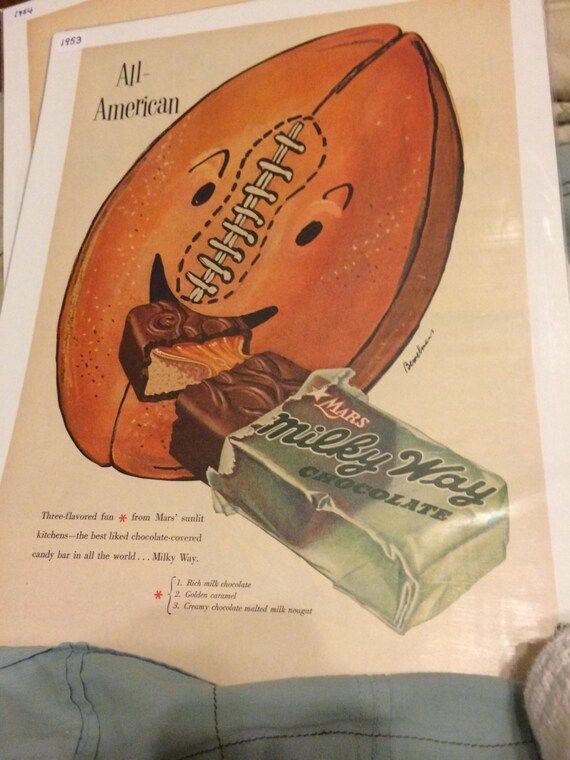 1954
1953
All-
American
Bemelmans
MARS
Milky Way
CHOCOLATE
Three-flavored fun * from Mars' sunlit
kitchens—the best liked chocolate-covered
candy bar in all the world . . . Milky Way.
* { 1. Rich milk chocolate
2. Golden caramel
3. Creamy chocolate malted milk nougat